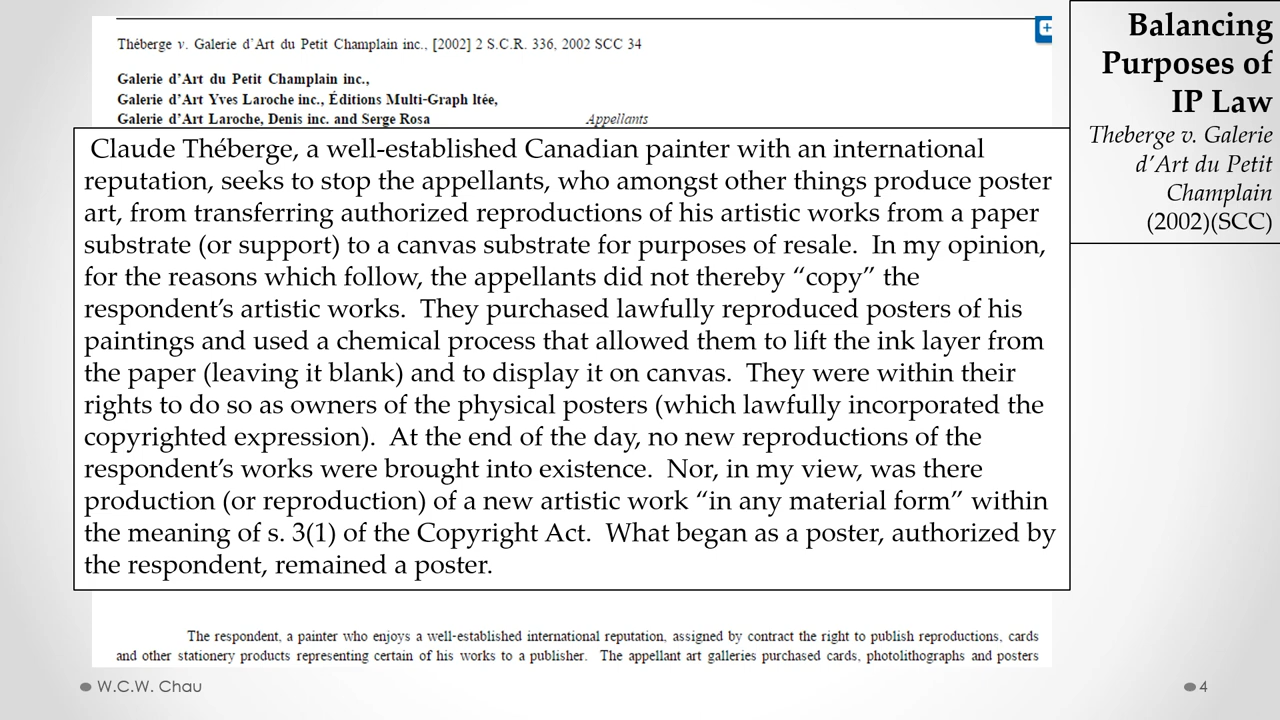 Théberge v. Galerie d'Art du Petit Champlain inc., [2002] 2 S.C.R. 336, 2002 SCC 34
Galerie d'Art du Petit Champlain inc.,
Galerie d'Art Yves Laroche inc., Éditions Multi-Graph ltée,
Galerie d'Art Laroche, Denis inc. and Serge Rosa Appellants
Balancing
Purposes of
IP Law
Theberge v. Galerie
d'Art du Petit
Champlain
(2002)(SCC)
Claude Théberge, a well-established Canadian painter with an international
reputation, seeks to stop the appellants, who amongst other things produce poster
art, from transferring authorized reproductions of his artistic works from a paper
substrate (or support) to a canvas substrate for purposes of resale.  In my opinion,
for the reasons which follow, the appellants did not thereby “copy” the
respondent's artistic works.  They purchased lawfully reproduced posters of his
paintings and used a chemical process that allowed them to lift the ink layer from
the paper (leaving it blank) and to display it on canvas.  They were within their
rights to do so as owners of the physical posters (which lawfully incorporated the
copyrighted expression).  At the end of the day, no new reproductions of the
respondent's works were brought into existence.  Nor, in my view, was there
production (or reproduction) of a new artistic work “in any material form” within
the meaning of s. 3(1) of the Copyright Act.  What began as a poster, authorized by
the respondent, remained a poster.
The respondent, a painter who enjoys a well-established international reputation, assigned by contract the right to publish reproductions, cards
and other stationery products representing certain of his works to a publisher.  The appellant art galleries purchased cards, photolithographs and posters
W.C.W. Chau
4